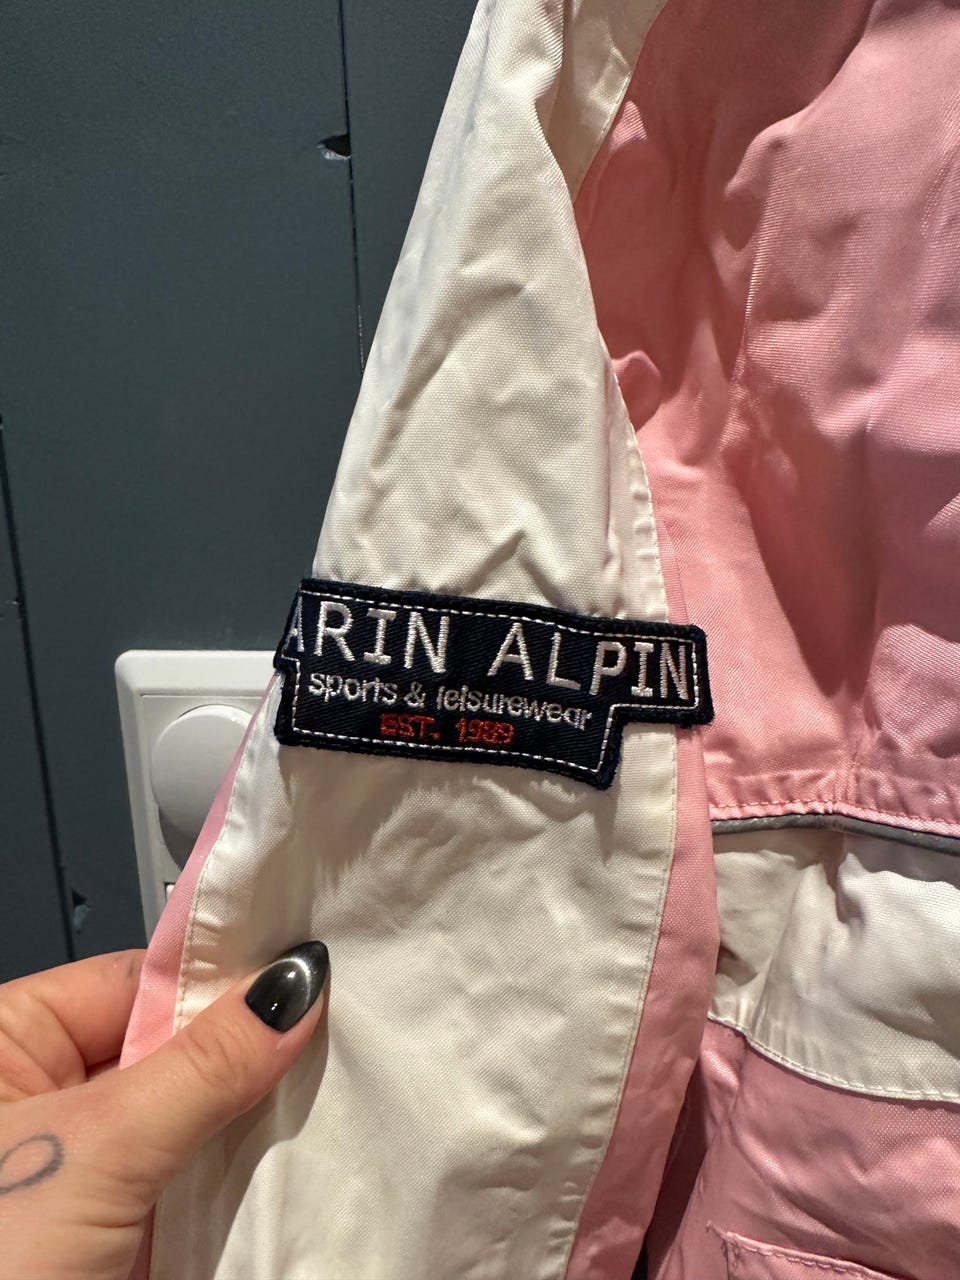 ARIN ALPIN
sports & leisurewear
EST. 1989